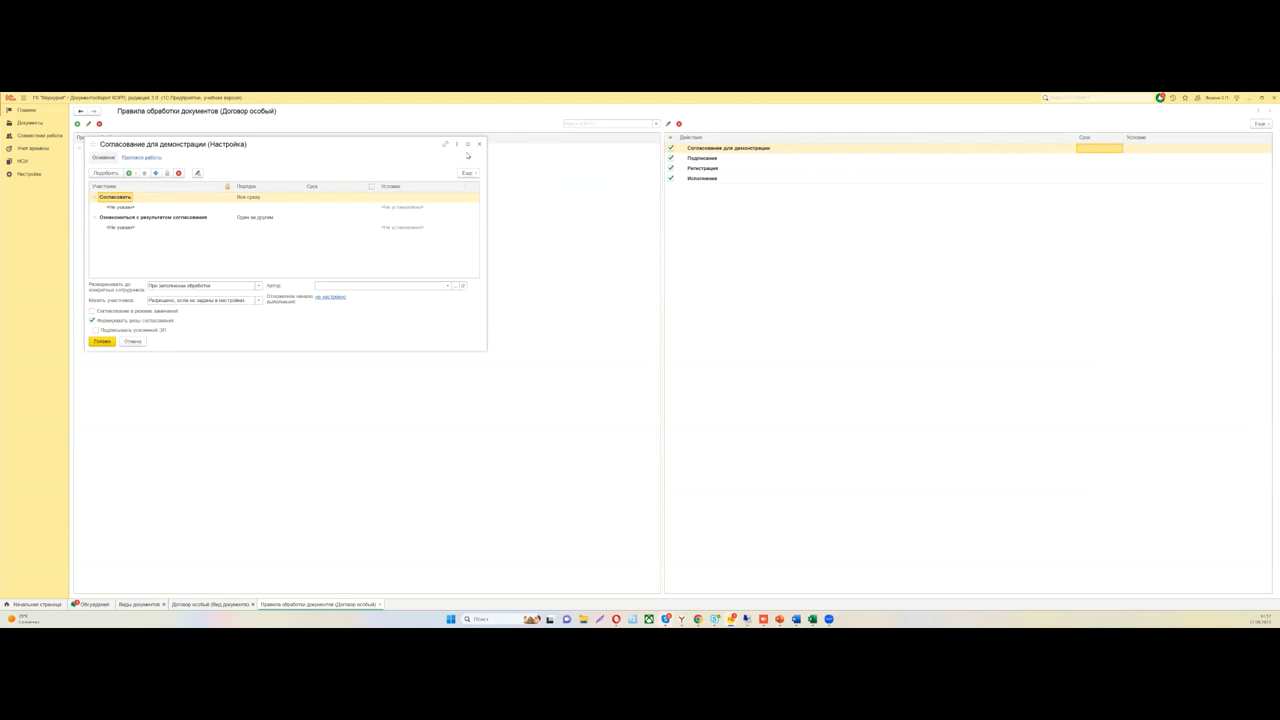 ГК "Меркурий" - Документооборот КОРП, редакция 3.0 (1С:Предприятие, учебная версия)
Главное
Документы
Совместная работа
Учет времени
НСИ
Настройка
Правила обработки документов (Договор особый)
Еще
Действия
Срок
Условие
Согласование для демонстрации
Подписание
Регистрация
Исполнение
Согласование для демонстрации (Настройка)
Основное
Протокол работы
Подобрать
Еще
Участники
Порядок
Срок
Условие
Согласовать
Все сразу
<Не указан>
<Не установлено>
Ознакомиться с результатом согласования
Один за другим
<Не указан>
<Не установлено>
Разворачивать до конкретных сотрудников:
При заполнении обработки
Автор:
Менять участников:
Разрешено, если не заданы в настройке
Отложенное начало выполнения:
не настроено
Согласование в режиме замечаний
Формировать визы согласования
Подписывать усиленной ЭП
Готово
Отмена
Начальная страница
Обсуждения
Виды документов
Договор особый (Вид документа)
Правила обработки документов (Договор особый)
25°C
Поиск